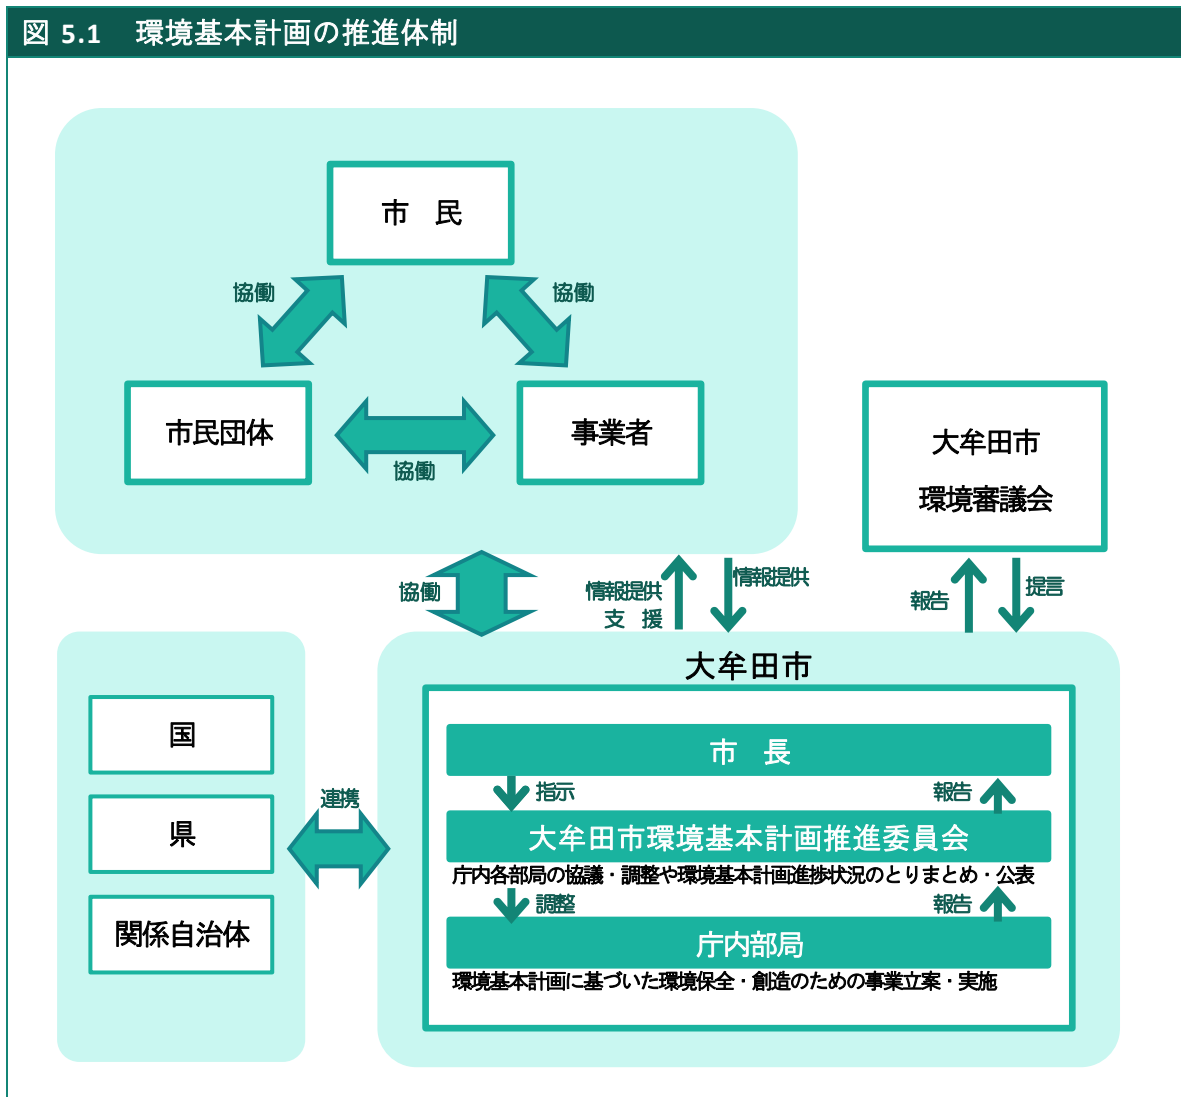 図 5.1　環境基本計画の推進体制
市　民
協働
協働
市民団体
事業者
協働
大牟田市
環境審議会
協働
情報提供
支　援
情報提供
報告
提言
国
県
関係自治体
連携
大牟田市
市　長
指示
報告
大牟田市環境基本計画推進委員会
庁内各部局の協議・調整や環境基本計画進捗状況のとりまとめ・公表
調整
報告
庁内部局
環境基本計画に基づいた環境保全・創造のための事業立案・実施